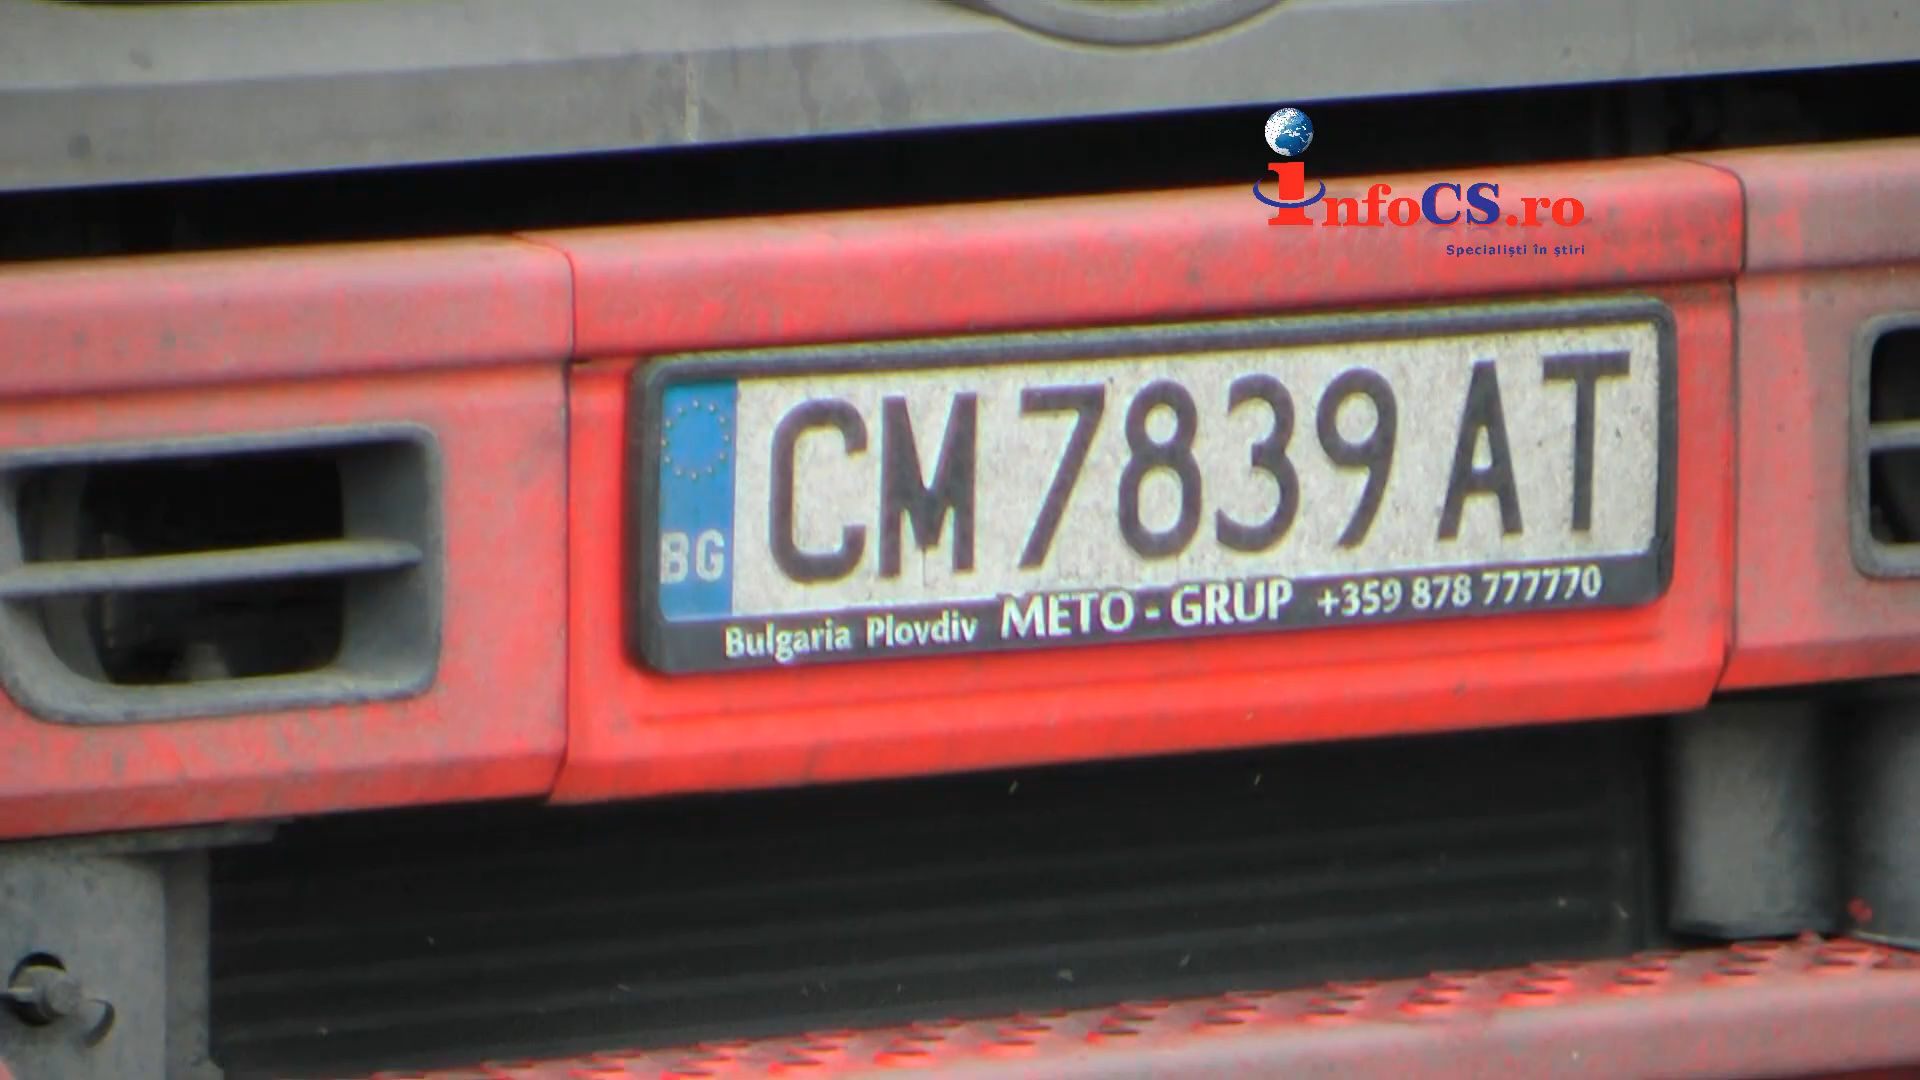 infoCS.ro
Specialiști în știri
CM 7839 AT
BG
Bulgaria Plovdiv METO - GRUP +359 878 777770